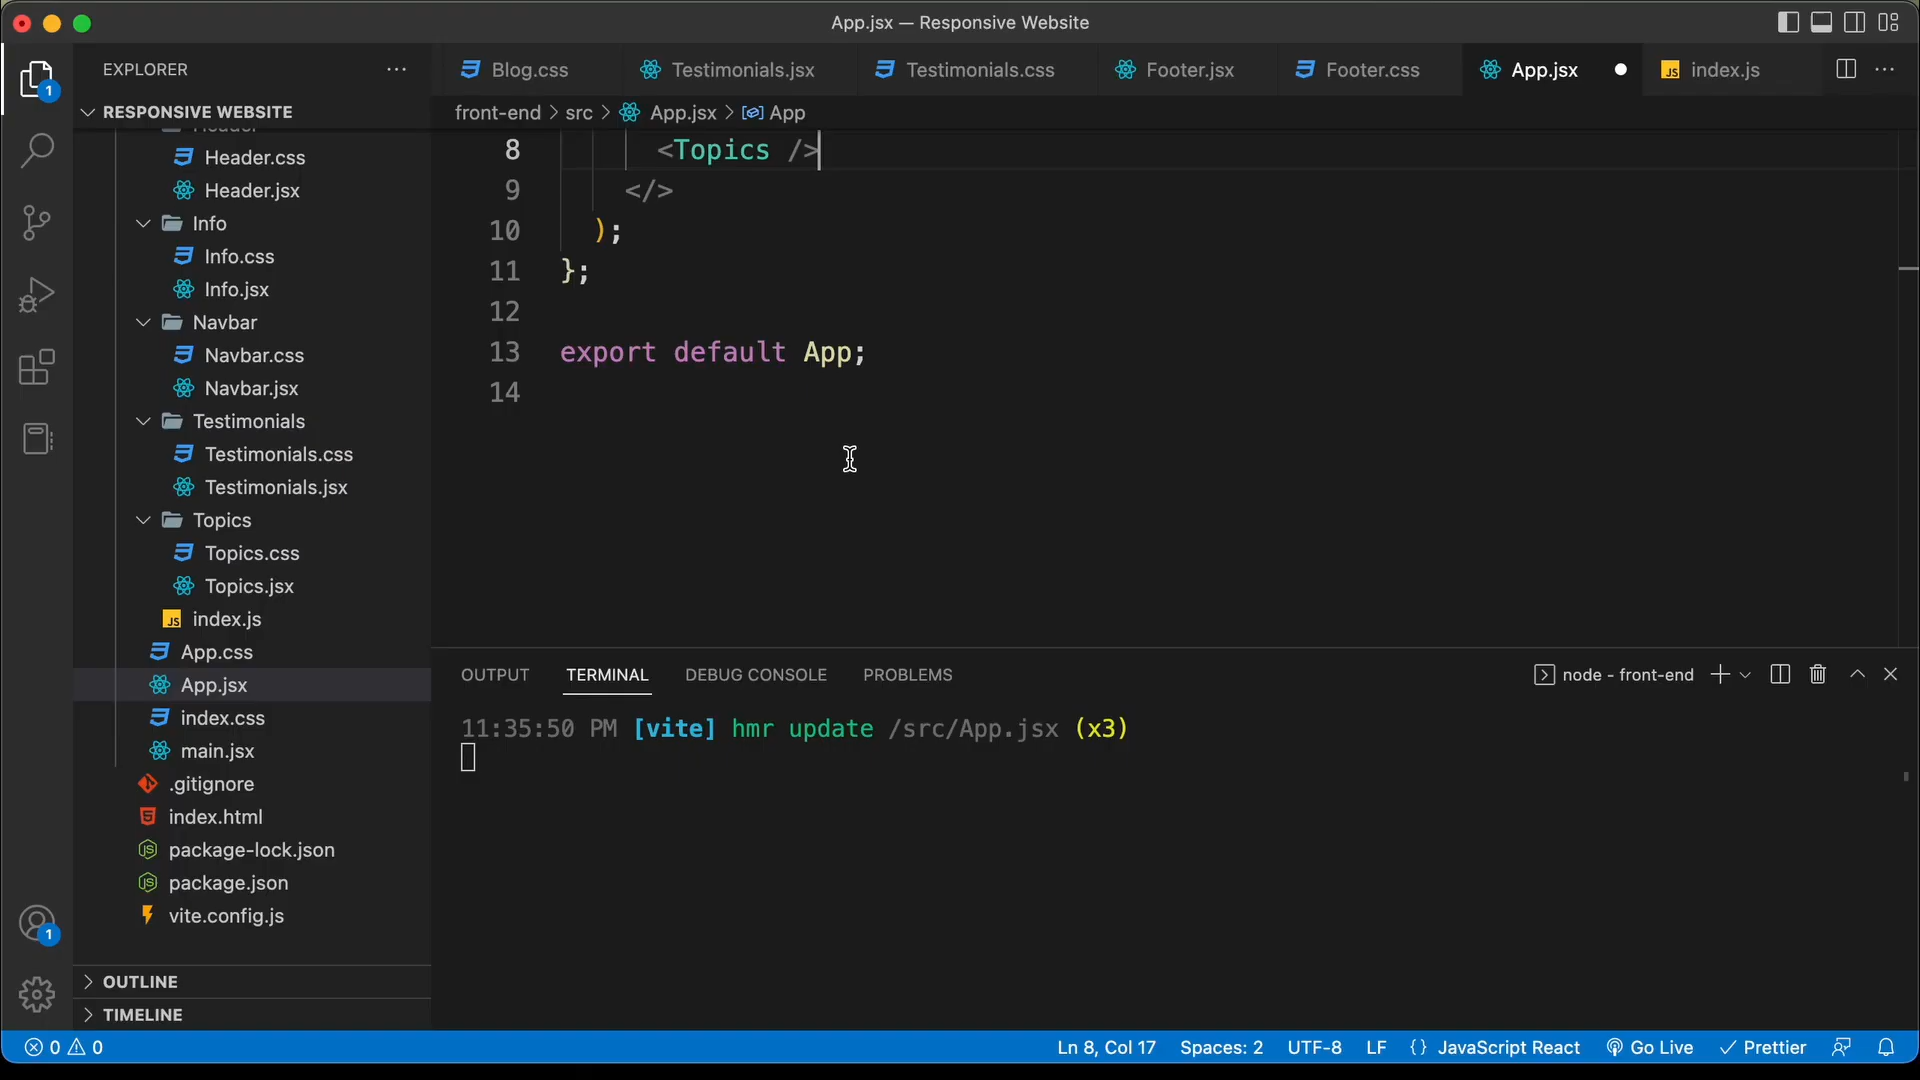 App.jsx — Responsive Website
EXPLORER
Blog.css
Testimonials.jsx
Testimonials.css
Footer.jsx
Footer.css
App.jsx
JS index.js
1
RESPONSIVE WEBSITE
front-end > src > App.jsx > App
Header
Header.css
Header.jsx
Info
Info.css
Info.jsx
Navbar
Navbar.css
Navbar.jsx
Testimonials
Testimonials.css
Testimonials.jsx
Topics
Topics.css
Topics.jsx
JS index.js
App.css
App.jsx
index.css
main.jsx
.gitignore
index.html
package-lock.json
package.json
vite.config.js
1
OUTLINE
TIMELINE
8 <Topics />
9 </>
10 );
11 };
12
13 export default App;
14
OUTPUT TERMINAL DEBUG CONSOLE PROBLEMS
node - front-end
11:35:50 PM [vite] hmr update /src/App.jsx (x3)
0 0
Ln 8, Col 17 Spaces: 2 UTF-8 LF {} JavaScript React Go Live Prettier